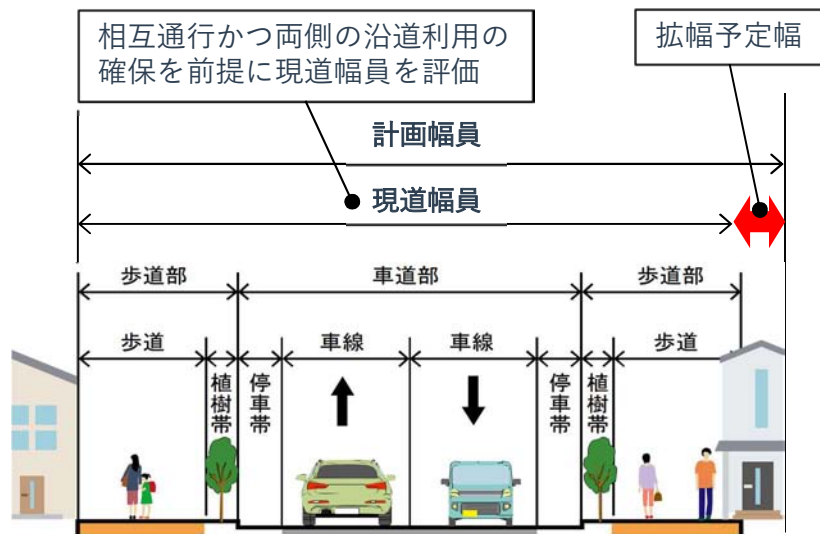 相互通行かつ両側の沿道利用の
確保を前提に現道幅員を評価
拡幅予定幅
計画幅員
現道幅員
歩道部
車道部
歩道部
歩道
植樹帯
停車帯
車線
車線
停車帯
植樹帯
歩道